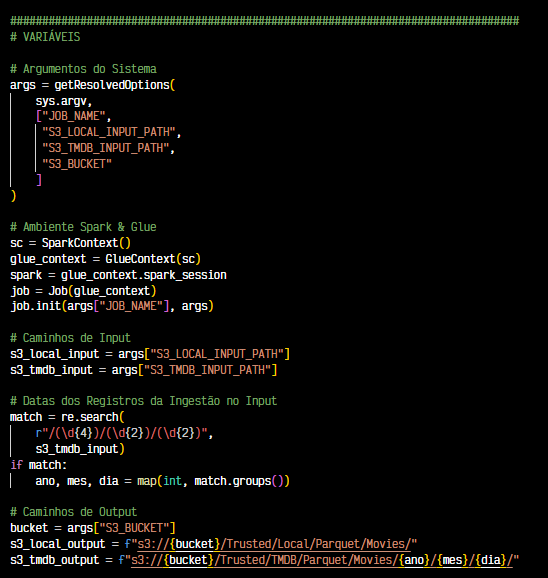 ###############################################################################
# VARIÁVEIS
# Argumentos do Sistema
args = getResolvedOptions(
    sys.argv,
    ["JOB_NAME",
     "S3_LOCAL_INPUT_PATH",
     "S3_TMDB_INPUT_PATH",
     "S3_BUCKET"
    ]
)
# Ambiente Spark & Glue
sc = SparkContext()
glue_context = GlueContext(sc)
spark = glue_context.spark_session
job = Job(glue_context)
job.init(args["JOB_NAME"], args)
# Caminhos de Input
s3_local_input = args["S3_LOCAL_INPUT_PATH"]
s3_tmdb_input = args["S3_TMDB_INPUT_PATH"]
# Datas dos Registros da Ingestão no Input
match = re.search(
    r"/(\d{4})/(\d{2})/(\d{2})",
    s3_tmdb_input)
if match:
    ano, mes, dia = map(int, match.groups())
# Caminhos de Output
bucket = args["S3_BUCKET"]
s3_local_output = f"s3://{bucket}/Trusted/Local/Parquet/Movies/"
s3_tmdb_output = f"s3://{bucket}/Trusted/TMDB/Parquet/Movies/{ano}/{mes}/{dia}/"